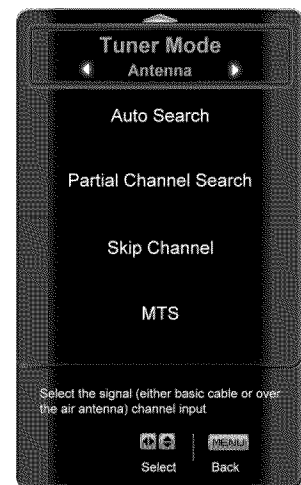 Tuner Mode
Antenna
Auto Search
Partial Channel Search
Skip Channel
MTS
Select the signal (either basic cable or over
the air antenna) channel input
MENU
Select Back